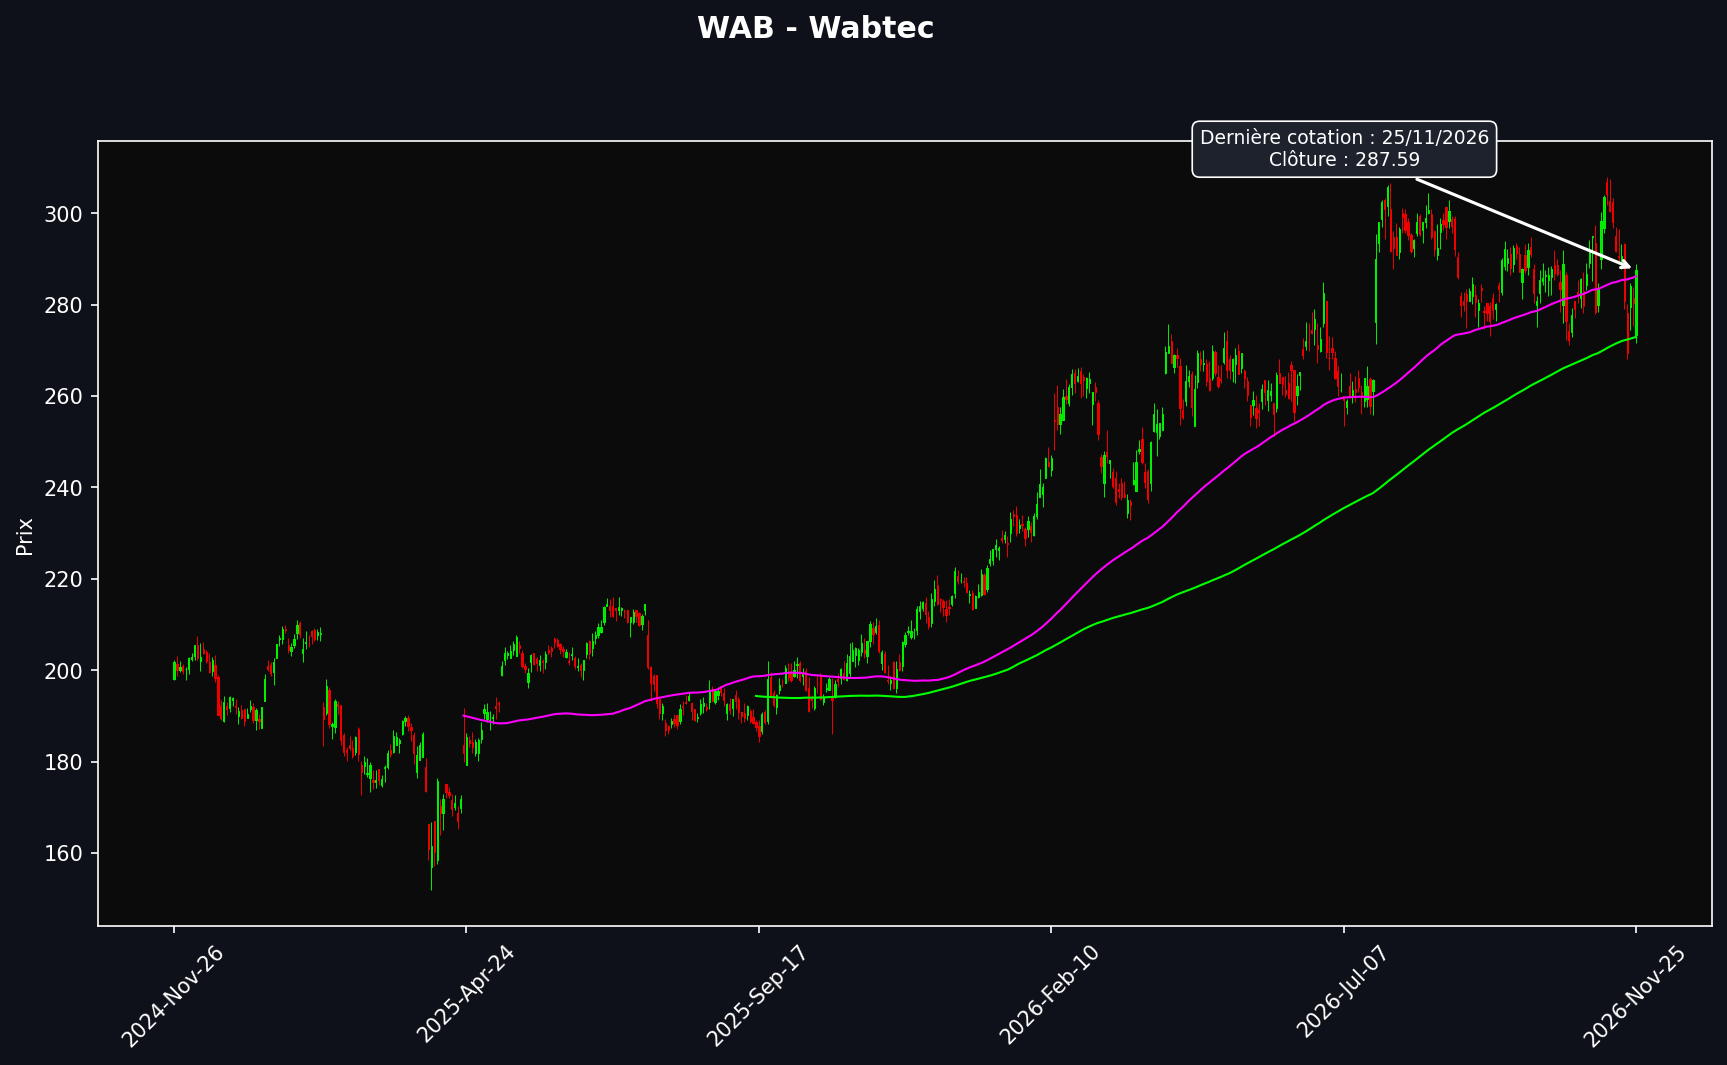 WAB - Wabtec
Dernière cotation : 25/11/2026
Clôture : 287.59
Prix
300
280
260
240
220
200
180
160
2024-Nov-26
2025-Apr-24
2025-Sep-17
2026-Feb-10
2026-Jul-07
2026-Nov-25